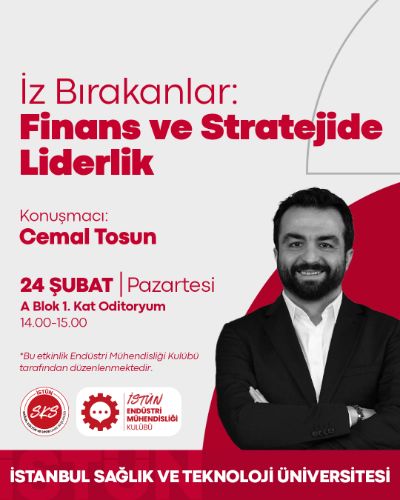 İz Bırakanlar:
Finans ve Stratejide
Liderlik
Konuşmacı:
Cemal Tosun
24 ŞUBAT | Pazartesi
A Blok 1. Kat Oditoryum
14.00-15.00
*Bu etkinlik Endüstri Mühendisliği Kulübü
tarafından düzenlenmektedir.
İSTÜN
SKS
İSTÜN
ENDÜSTRİ
MÜHENDİSLİĞİ
KULÜBÜ
İSTANBUL SAĞLIK VE TEKNOLOJİ ÜNİVERSİTESİ